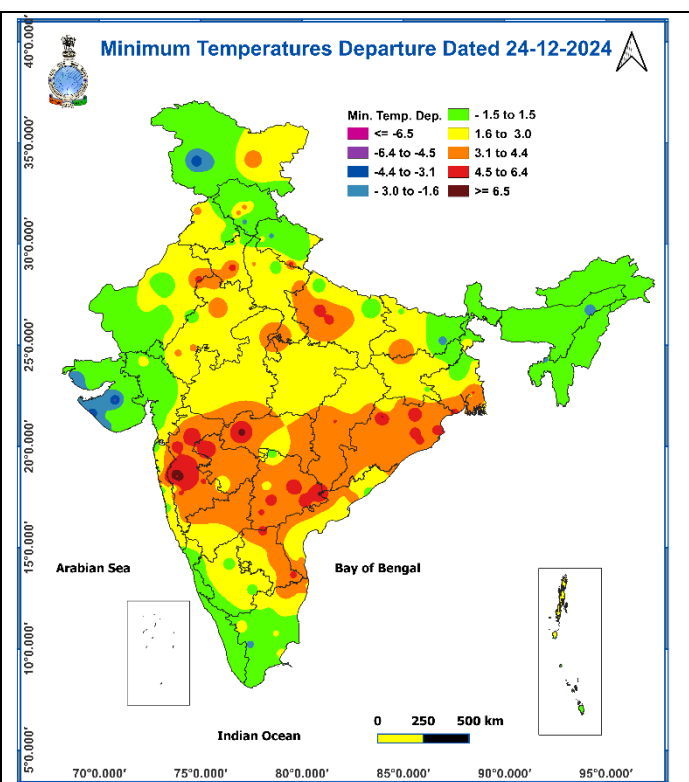 Minimum Temperatures Departure Dated 24-12-2024
Min. Temp. Dep.
<= -6.5
-6.4 to -4.5
-4.4 to -3.1
- 3.0 to -1.6
- 1.5 to 1.5
1.6 to 3.0
3.1 to 4.4
4.5 to 6.4
>= 6.5
40°0.000'
35°0.000'
30°0.000'
25°0.000'
20°0.000'
15°0.000'
10°0.000'
5°0.000'
Arabian Sea
Bay of Bengal
Indian Ocean
0 250 500 km
70°0.000' 75°0.000' 80°0.000' 85°0.000' 90°0.000' 95°0.000'